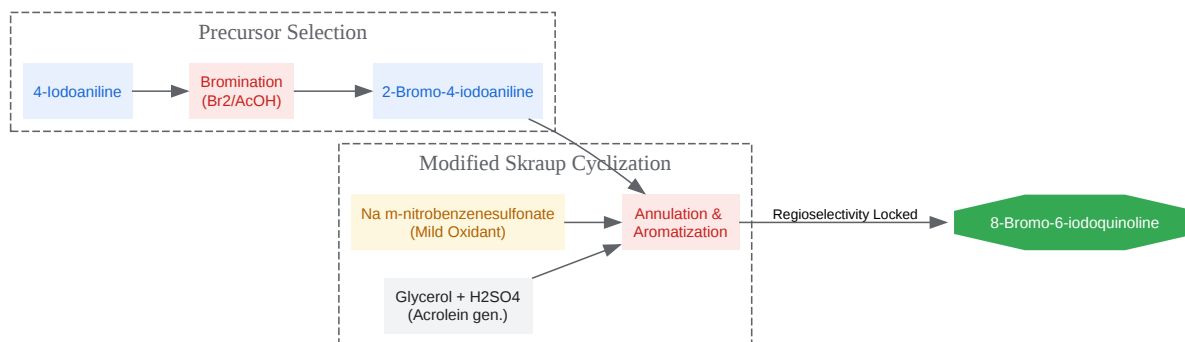 Precursor Selection
4-Iodoaniline
Bromination
(Br2/AcOH)
2-Bromo-4-iodoaniline
Modified Skraup Cyclization
Na m-nitrobenzenesulfonate
(Mild Oxidant)
Annulation &
Aromatization
Regioselectivity Locked
8-Bromo-6-iodoquinoline
Glycerol + H2SO4
(Acrolein gen.)